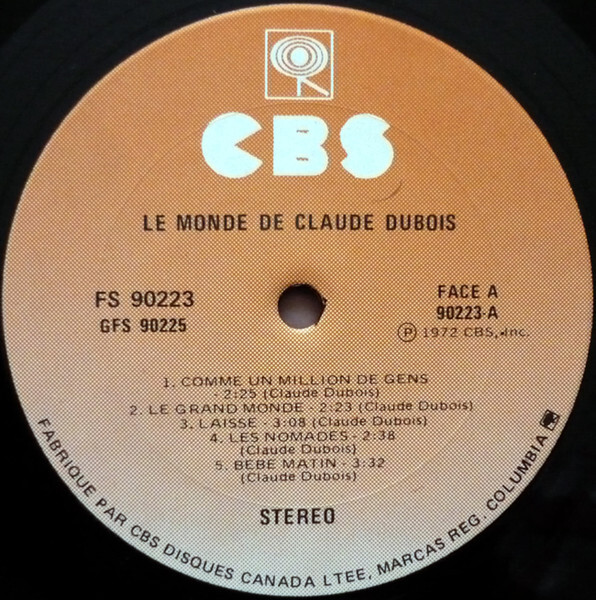 CBS
LE MONDE DE CLAUDE DUBOIS
FS 90223
GFS 90225
FACE A
90223-A
Ⓟ 1972 CBS, Inc.
1. COMME UN MILLION DE GENS
- 2:25 (Claude Dubois)
2. LE GRAND MONDE - 2:23 (Claude Dubois)
3. LAISSE - 3:08 (Claude Dubois)
4. LES NOMADES - 2:38
(Claude Dubois)
5. BEBE MATIN - 3:32
(Claude Dubois)
STEREO
FABRIQUE PAR CBS DISQUES CANADA LTEE, MARCAS REG. COLUMBIA